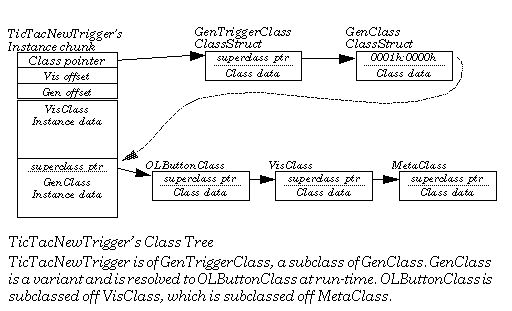 TicTacNewTrigger's
Instance chunk
GenTriggerClass
ClassStruct
GenClass
ClassStruct
Class pointer
superclass ptr
0001h:0000h
Vis offset
Class data
Class data
Gen offset
VisClass
Instance data
superclass ptr
GenClass
Instance data
OLButtonClass
VisClass
MetaClass
superclass ptr
superclass ptr
superclass ptr
Class data
Class data
Class data
TicTacNewTrigger's Class Tree
TicTacNewTrigger is of GenTriggerClass, a subclass of GenClass. GenClass
is a variant and is resolved to OLButtonClass at run-time. OLButtonClass is
subclassed off VisClass, which is subclassed off MetaClass.